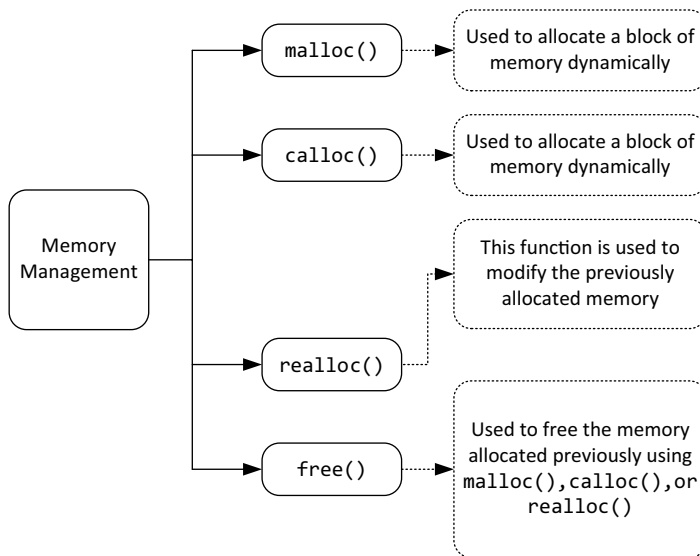 malloc()
Used to allocate a block of
memory dynamically
calloc()
Used to allocate a block of
memory dynamically
Memory
Management
This function is used to
modify the previously
allocated memory
realloc()
free()
Used to free the memory
allocated previously using
malloc(),calloc(),or
realloc()